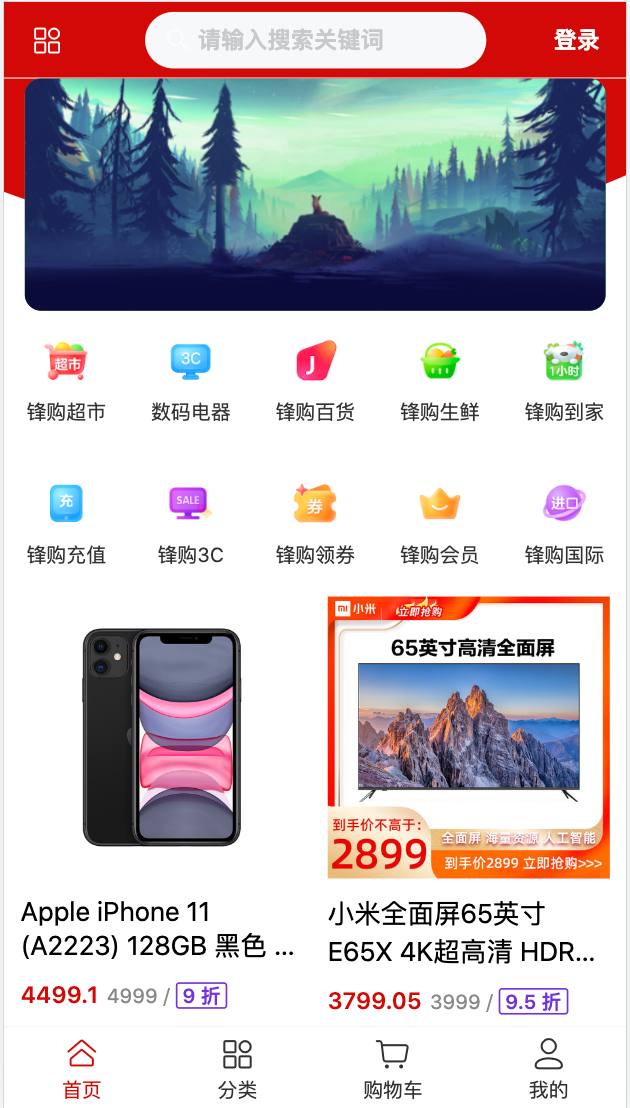 请输入搜索关键词
登录
超市
3C
J
1小时
锋购超市
数码电器
锋购百货
锋购生鲜
锋购到家
充
SALE
券
进口
锋购充值
锋购3C
锋购领券
锋购会员
锋购国际
小米
立即抢购
65英寸高清全面屏
到手价不高于:
2899
全面屏 海量资源 人工智能
到手价2899 立即抢购>>>
Apple iPhone 11
(A2223) 128GB 黑色 ...
4499.1 4999 / 9 折
小米全面屏65英寸
E65X 4K超高清 HDR...
3799.05 3999 / 9.5 折
首页
分类
购物车
我的